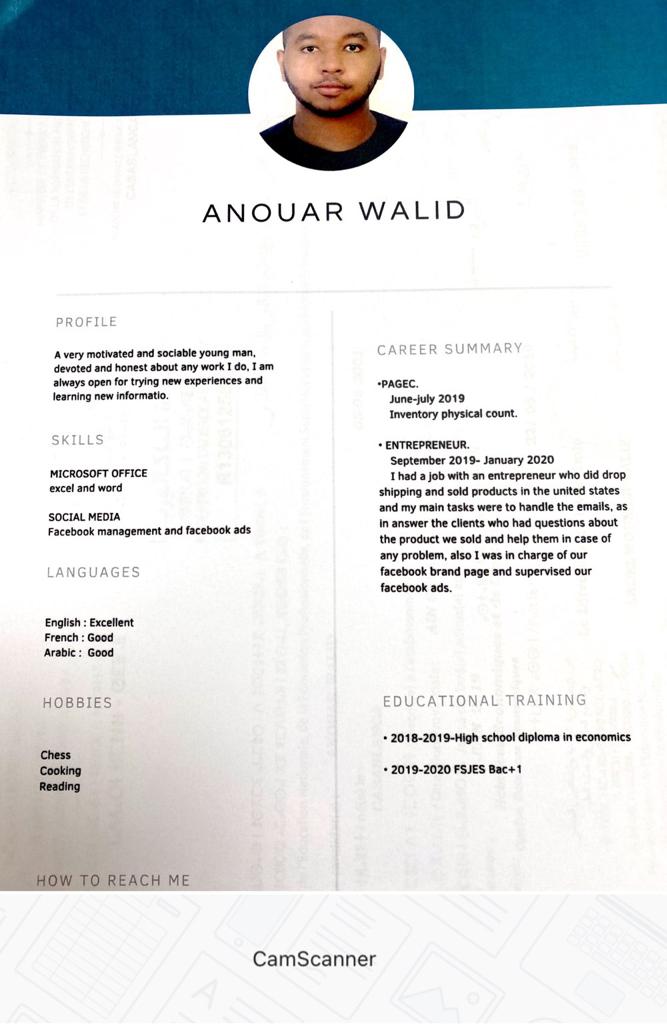 ANOUAR WALID
PROFILE
A very motivated and sociable young man,
devoted and honest about any work I do, I am
always open for trying new experiences and
learning new informatio.
SKILLS
MICROSOFT OFFICE
excel and word
SOCIAL MEDIA
Facebook management and facebook ads
LANGUAGES
English : Excellent
French : Good
Arabic : Good
HOBBIES
Chess
Cooking
Reading
HOW TO REACH ME
CAREER SUMMARY
•PAGEC.
June-july 2019
Inventory physical count.
• ENTREPRENEUR.
September 2019- January 2020
I had a job with an entrepreneur who did drop
shipping and sold products in the united states
and my main tasks were to handle the emails, as
in answer the clients who had questions about
the product we sold and help them in case of
any problem, also I was in charge of our
facebook brand page and supervised our
facebook ads.
EDUCATIONAL TRAINING
• 2018-2019-High school diploma in economics
• 2019-2020 FSJES Bac+1
CamScanner